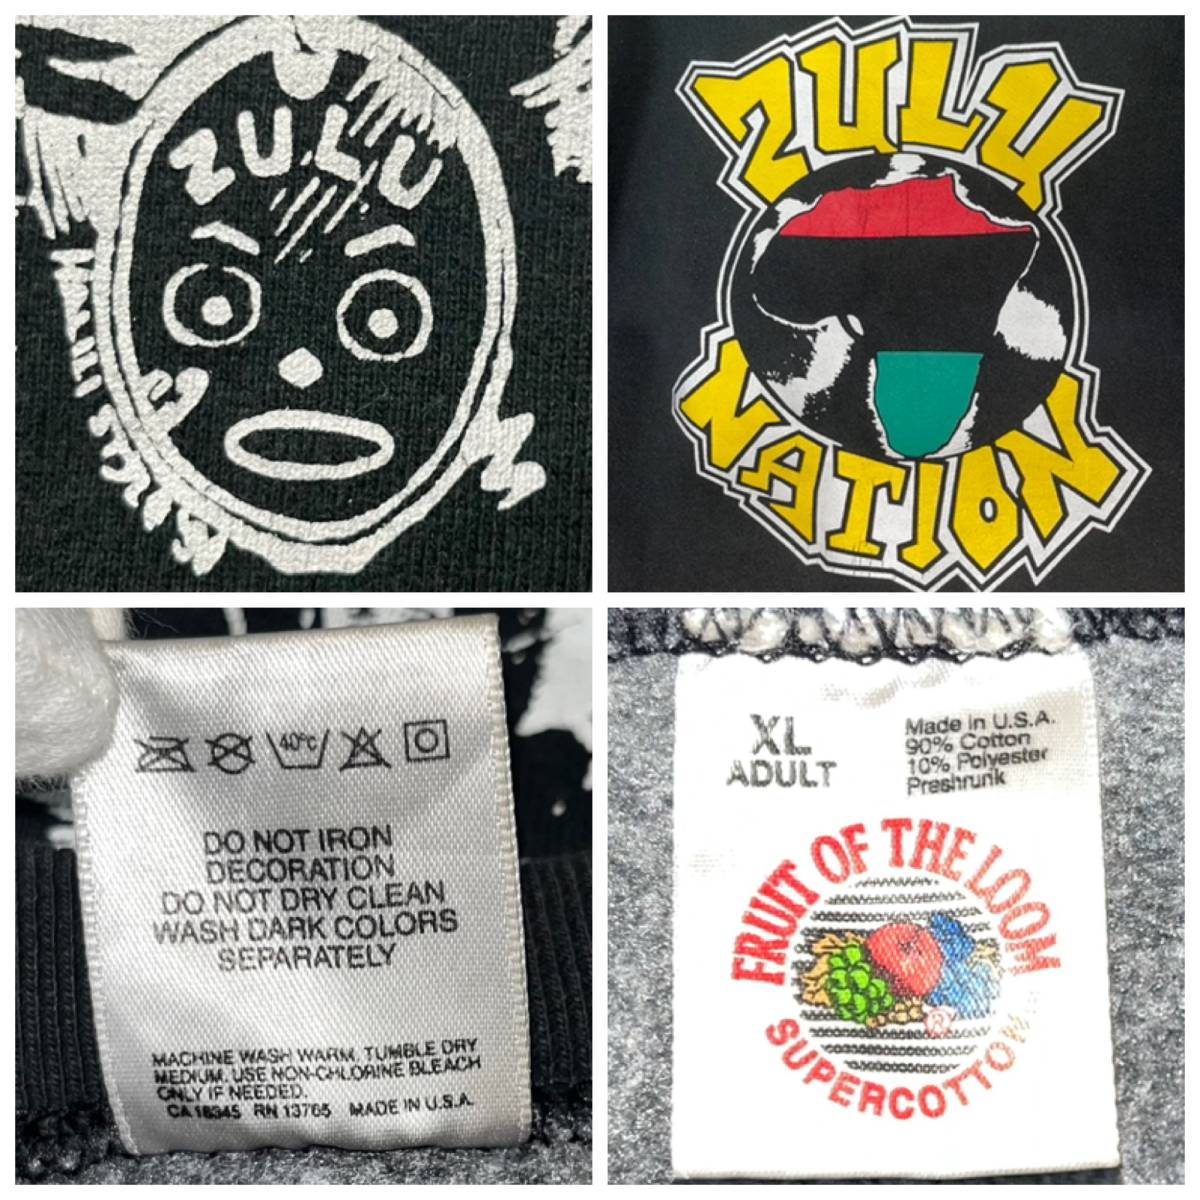 ZULU
ZULU
NATION
40°C
DO NOT IRON
DECORATION
DO NOT DRY CLEAN
WASH DARK COLORS
SEPARATELY
MACHINE WASH WARM, TUMBLE DRY
MEDIUM. USE NON-CHLORINE BLEACH
ONLY IF NEEDED.
CA 16345 RN 13765 MADE IN U.S.A.
XL
ADULT
Made in U.S.A.
90% Cotton
10% Polyester
Preshrunk
FRUIT OF THE LOOM
®
SUPERCOTTON